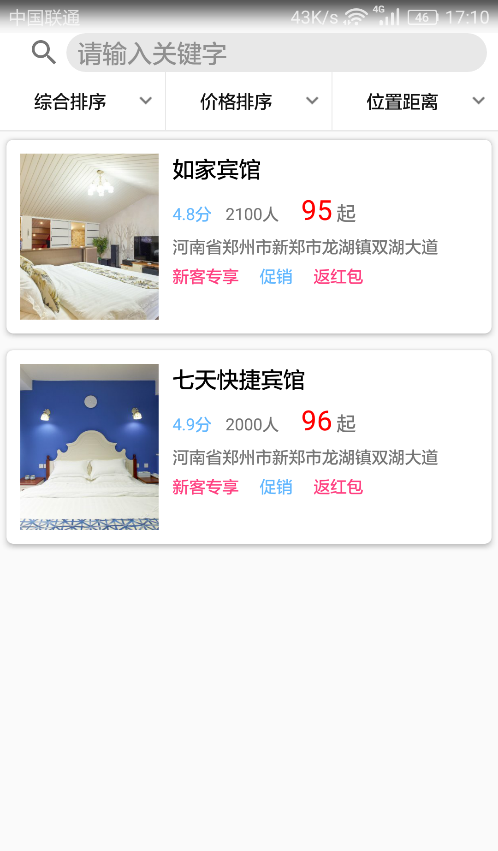 中国联通 43K/s 4G 46 17:10
请输入关键字
综合排序 价格排序 位置距离
如家宾馆
4.8分 2100人 95起
河南省郑州市新郑市龙湖镇双湖大道
新客专享 促销 返红包
七天快捷宾馆
4.9分 2000人 96起
河南省郑州市新郑市龙湖镇双湖大道
新客专享 促销 返红包